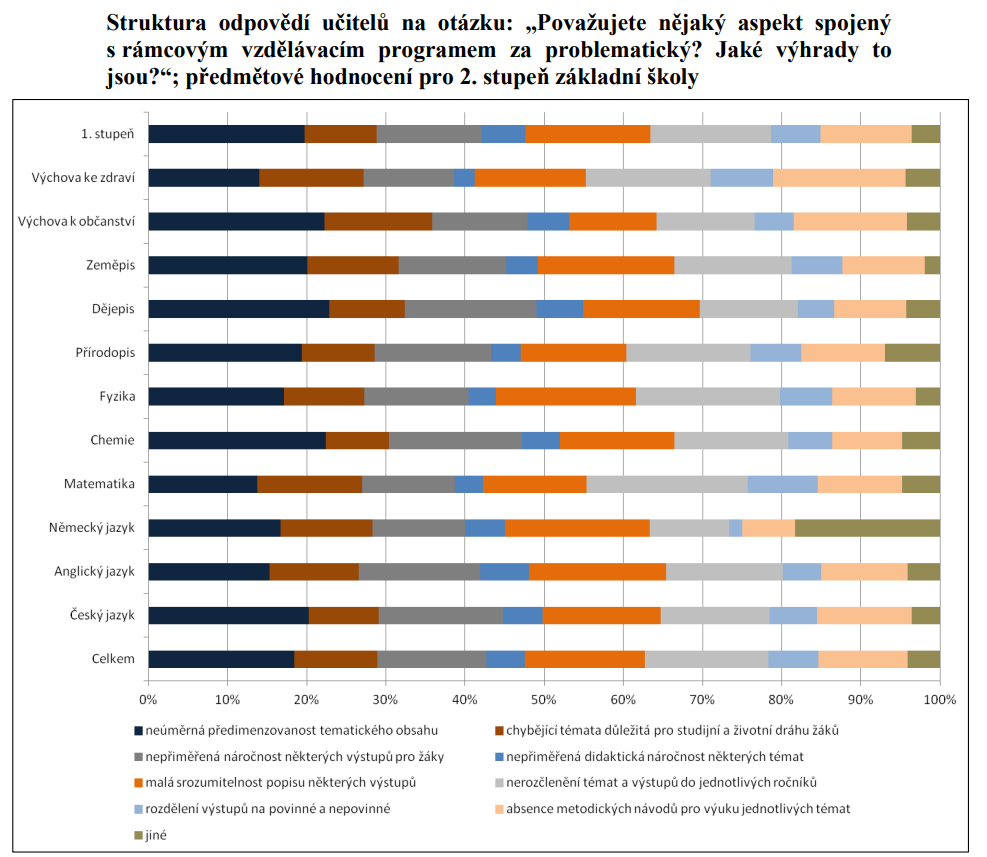 Struktura odpovědí učitelů na otázku: „Považujete nějaký aspekt spojený
s rámcovým vzdělávacím programem za problematický? Jaké výhrady to
jsou?“; předmětové hodnocení pro 2. stupeň základní školy
1. stupeň
Výchova ke zdraví
Výchova k občanství
Zeměpis
Dějepis
Přírodopis
Fyzika
Chemie
Matematika
Německý jazyk
Anglický jazyk
Český jazyk
Celkem
0% 10% 20% 30% 40% 50% 60% 70% 80% 90% 100%
neúměrná předimenzovanost tematického obsahu
chybějící témata důležitá pro studijní a životní dráhu žáků
nepřiměřená náročnost některých výstupů pro žáky
nepřiměřená didaktická náročnost některých témat
malá srozumitelnost popisu některých výstupů
nerozčlenění témat a výstupů do jednotlivých ročníků
rozdělení výstupů na povinné a nepovinné
absence metodických návodů pro výuku jednotlivých témat
jiné